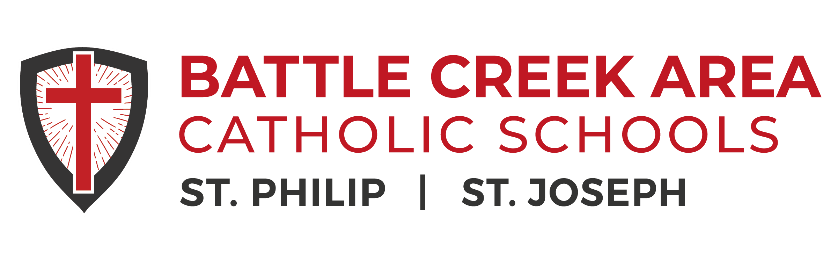 BATTLE CREEK AREA
CATHOLIC SCHOOLS
ST. PHILIP | ST. JOSEPH